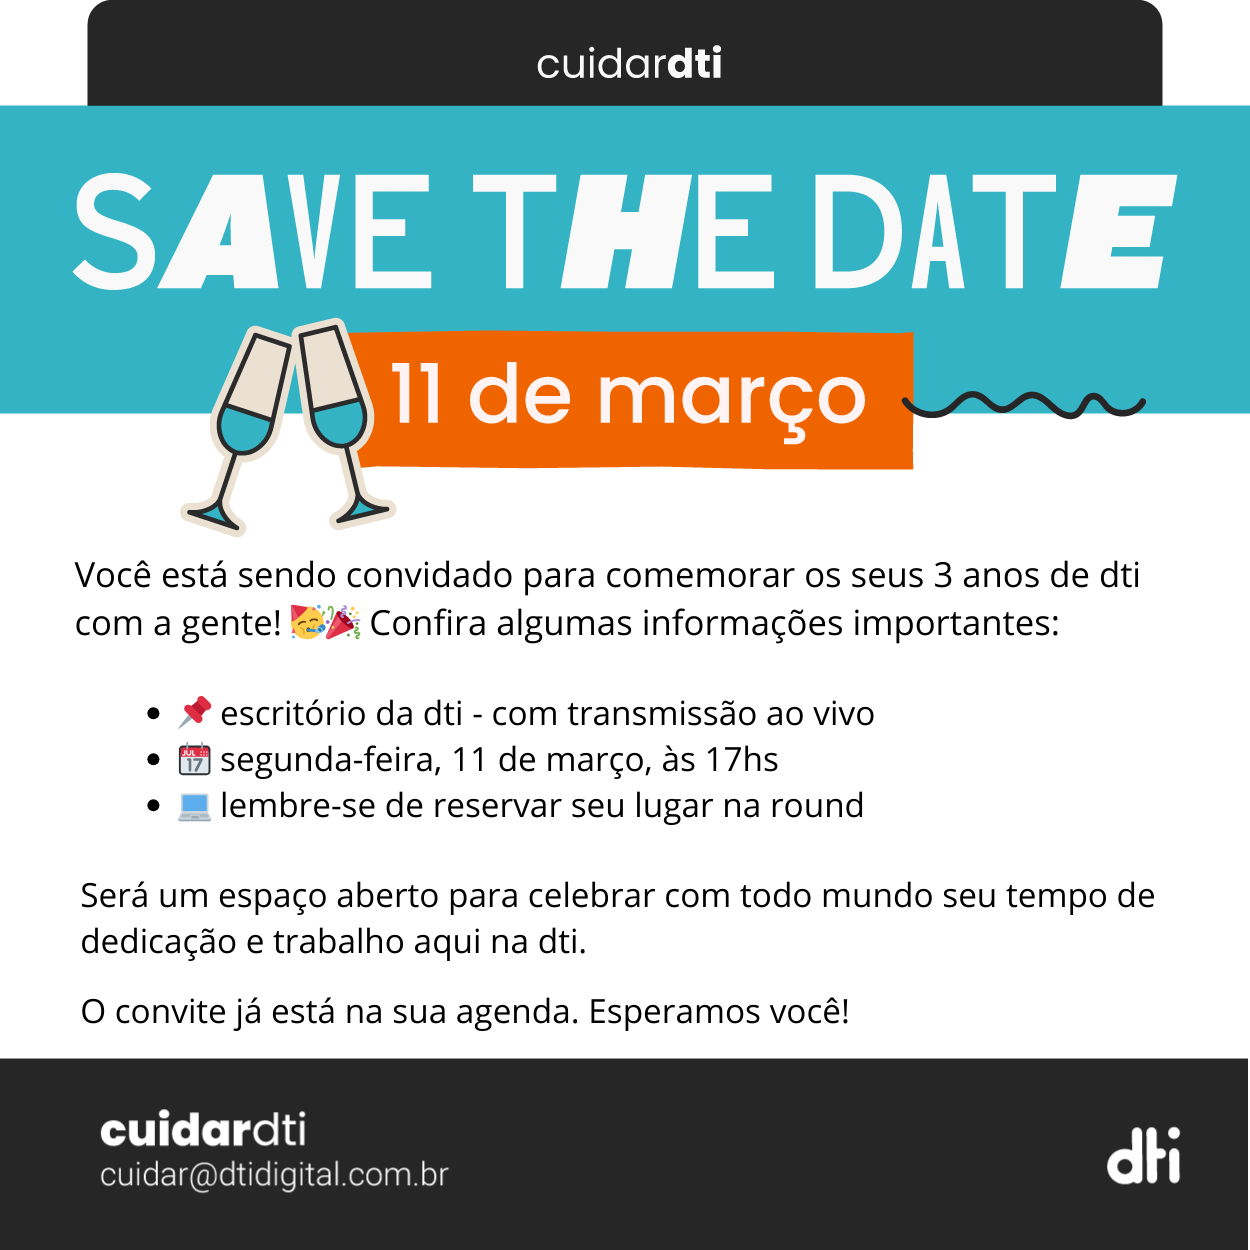 cuidardti
SAVE THE DATE
11 de março
Você está sendo convidado para comemorar os seus 3 anos de dti
com a gente! 🥳🎉 Confira algumas informações importantes:
• 📌 escritório da dti - com transmissão ao vivo
• 📅 segunda-feira, 11 de março, às 17hs
• 💻 lembre-se de reservar seu lugar na round
Será um espaço aberto para celebrar com todo mundo seu tempo de
dedicação e trabalho aqui na dti.
O convite já está na sua agenda. Esperamos você!
cuidardti
cuidar@dtidigital.com.br
dti